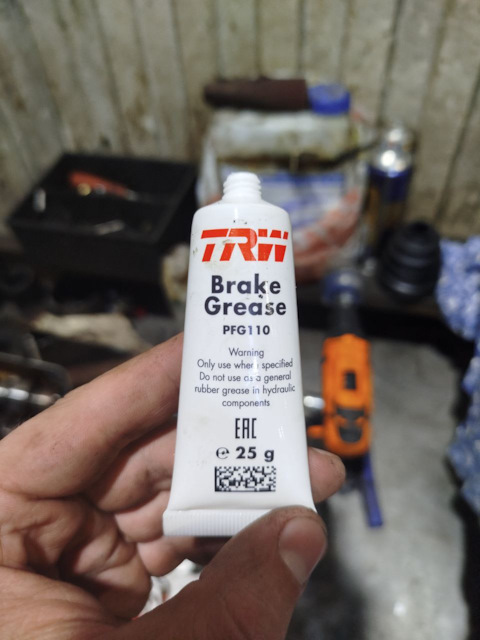 TRW
Brake
Grease
PFG110
Warning
Only use where specified
Do not use as a general
rubber grease in hydraulic
components
EAC
℮ 25 g